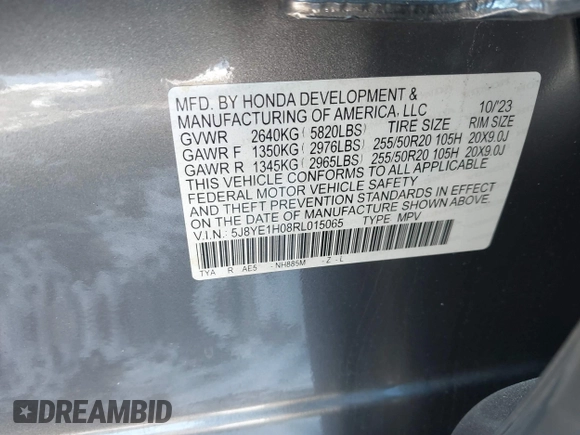 MFD. BY HONDA DEVELOPMENT &
MANUFACTURING OF AMERICA, LLC 10/'23
GVWR 2640KG (5820LBS) TIRE SIZE RIM SIZE
GAWR F 1350KG (2976LBS) 255/50R20 105H 20X9.0J
GAWR R 1345KG (2965LBS) 255/50R20 105H 20X9.0J
THIS VEHICLE CONFORMS TO ALL APPLICABLE
FEDERAL MOTOR VEHICLE SAFETY
AND THEFT PREVENTION STANDARDS IN EFFECT
ON THE DATE OF MANUFACTURE SHOWN ABOVE.
V.I.N.: 5J8YE1H08RL015065 TYPE MPV
TYA R AE5 - NH885M - Z - L
DREAMBID